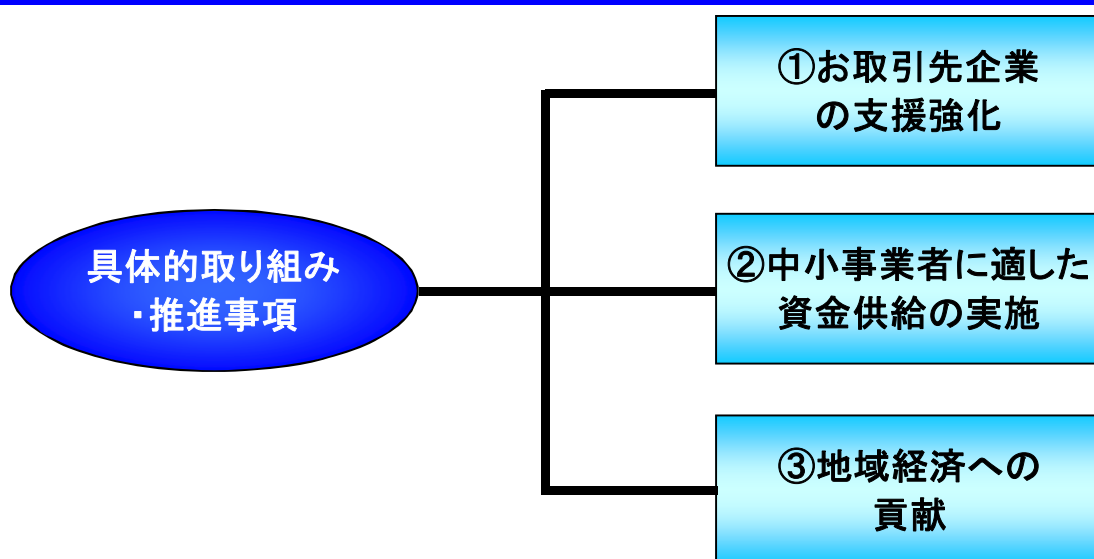 具体的取り組み
・推進事項
①お取引先企業
の支援強化
②中小事業者に適した
資金供給の実施
③地域経済への
貢献